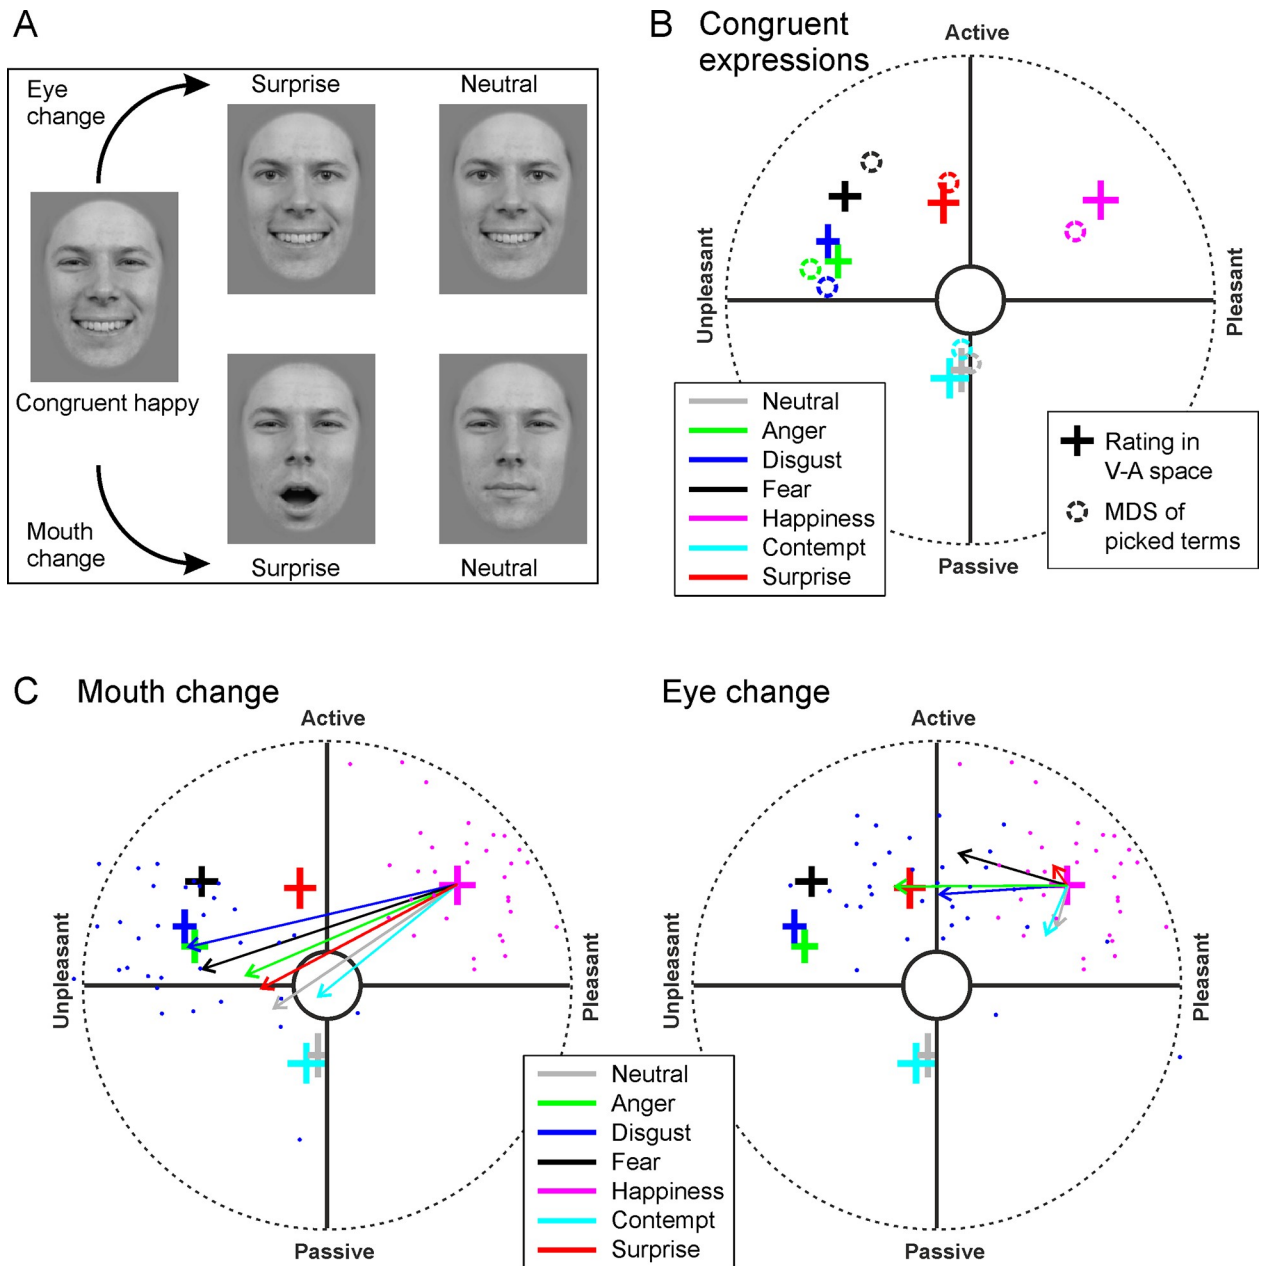 A
Eye
change
Surprise
Neutral
Congruent happy
Mouth
change
Surprise
Neutral
B
Congruent
expressions
Active
Unpleasant
Pleasant
Passive
Neutral
Anger
Disgust
Fear
Happiness
Contempt
Surprise
Rating in
V-A space
MDS of
picked terms
C
Mouth change
Active
Unpleasant
Pleasant
Passive
Eye change
Active
Unpleasant
Pleasant
Passive
Neutral
Anger
Disgust
Fear
Happiness
Contempt
Surprise